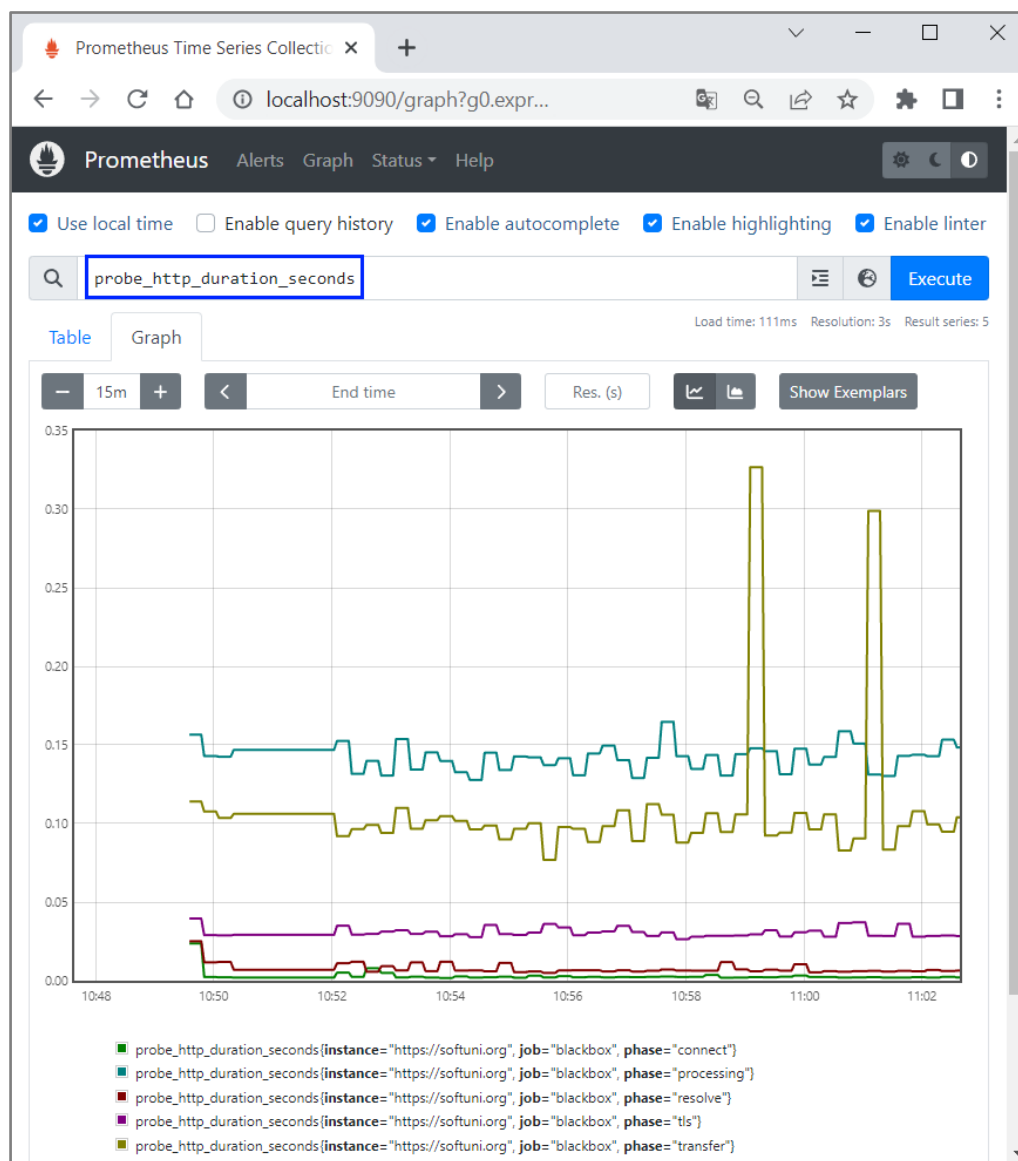 Prometheus Time Series Collectio
localhost:9090/graph?g0.expr...
Prometheus Alerts Graph Status Help
Use local time Enable query history Enable autocomplete Enable highlighting Enable linter
probe_http_duration_seconds Execute
Load time: 111ms Resolution: 3s Result series: 5
Table Graph
15m End time Res. (s) Show Exemplars
0.35
0.30
0.25
0.20
0.15
0.10
0.05
0.00
10:48 10:50 10:52 10:54 10:56 10:58 11:00 11:02
probe_http_duration_seconds{instance="https://softuni.org", job="blackbox", phase="connect"}
probe_http_duration_seconds{instance="https://softuni.org", job="blackbox", phase="processing"}
probe_http_duration_seconds{instance="https://softuni.org", job="blackbox", phase="resolve"}
probe_http_duration_seconds{instance="https://softuni.org", job="blackbox", phase="tls"}
probe_http_duration_seconds{instance="https://softuni.org", job="blackbox", phase="transfer"}